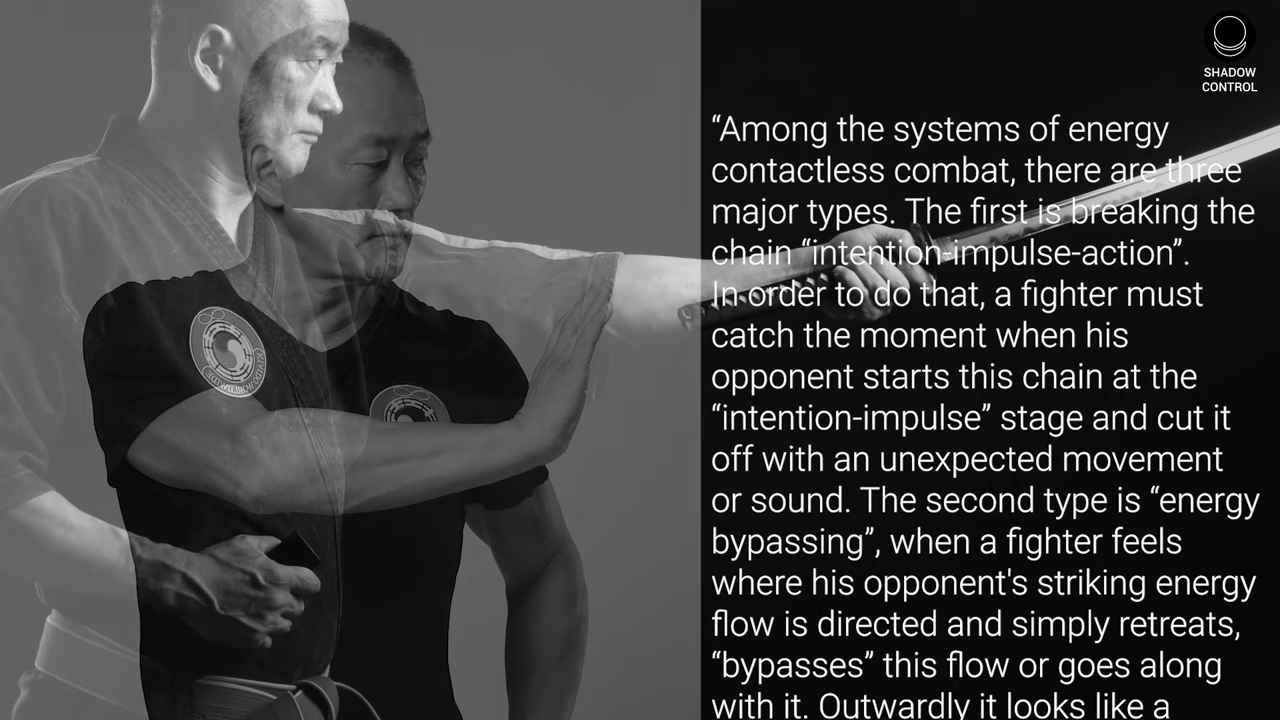 SHADOW
CONTROL
“Among the systems of energy
contactless combat, there are three
major types. The first is breaking the
chain “intention-impulse-action”.
In order to do that, a fighter must
catch the moment when his
opponent starts this chain at the
“intention-impulse” stage and cut it
off with an unexpected movement
or sound. The second type is “energy
bypassing”, when a fighter feels
where his opponent's striking energy
flow is directed and simply retreats,
“bypasses” this flow or goes along
with it. Outwardly it looks like a